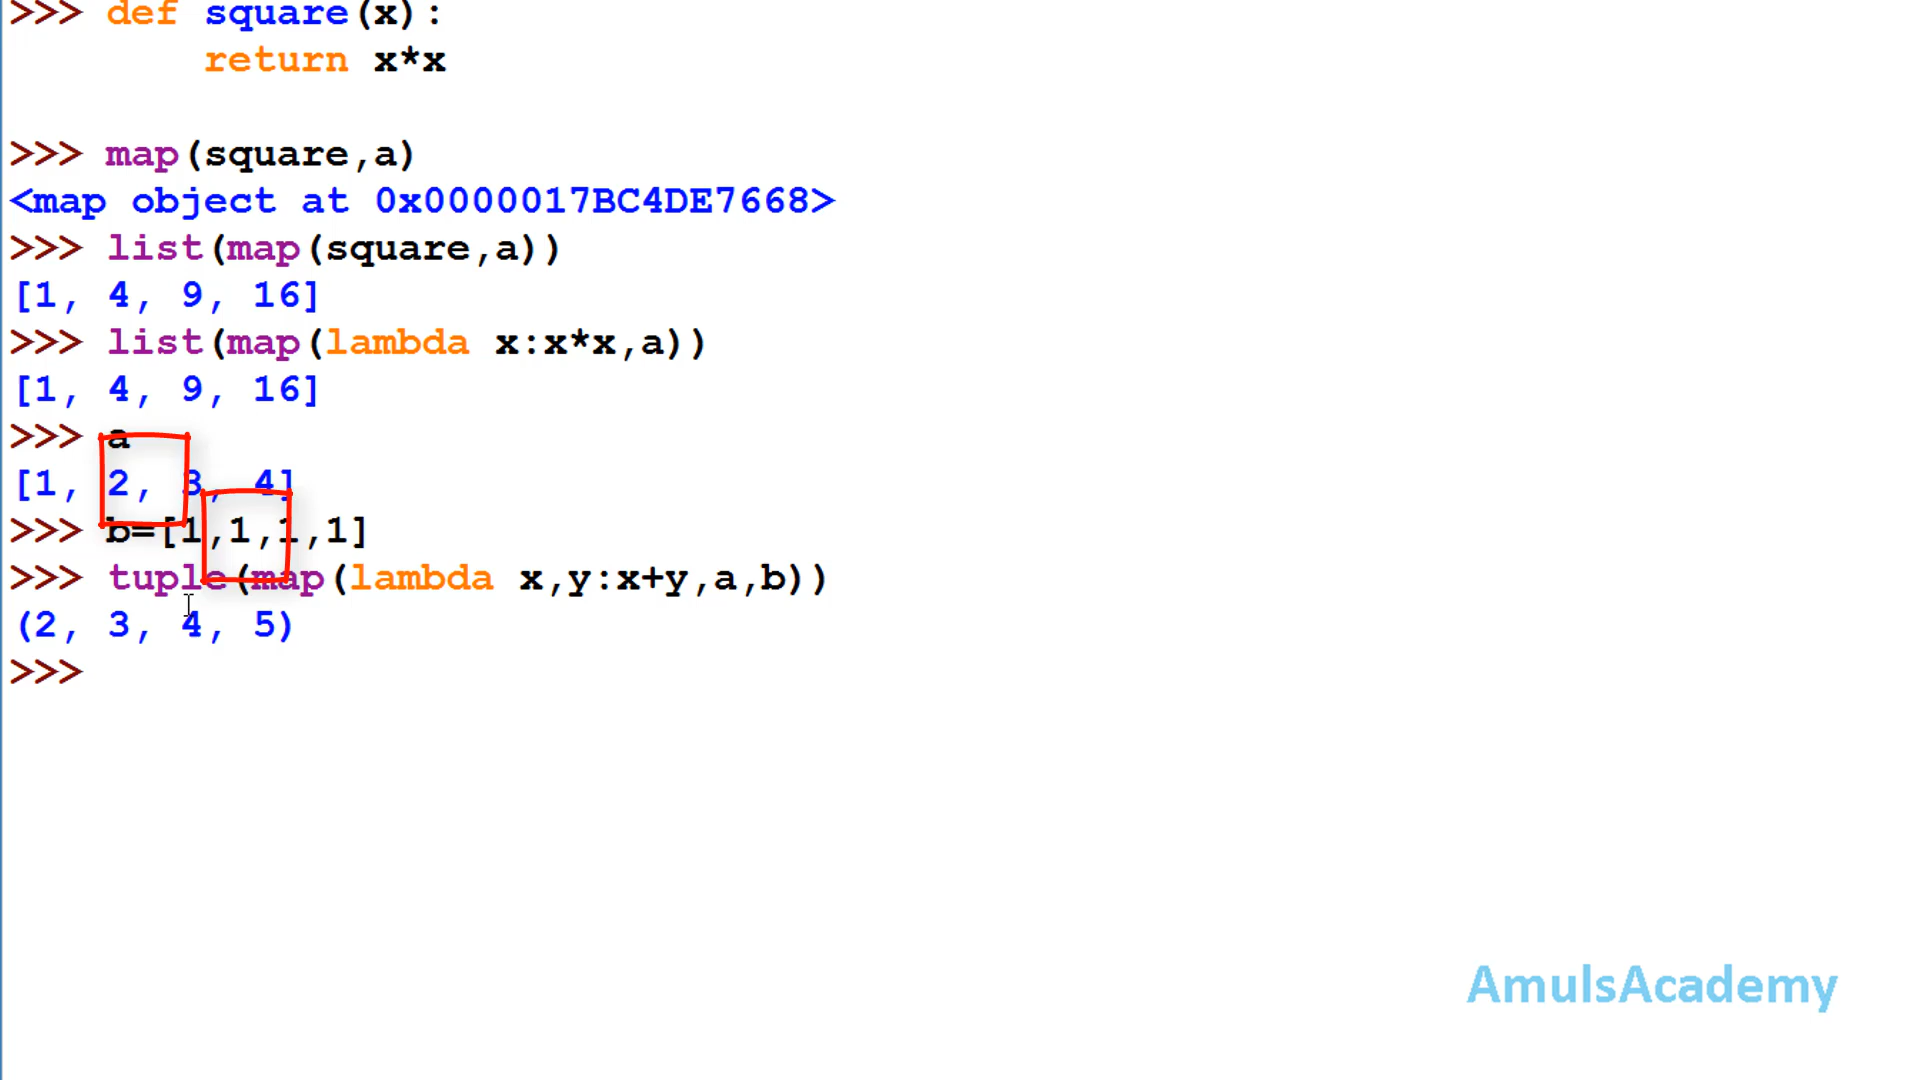 >>> def square(x):
        return x*x
>>> map(square,a)
<map object at 0x0000017BC4DE7668>
>>> list(map(square,a))
[1, 4, 9, 16]
>>> list(map(lambda x:x*x,a))
[1, 4, 9, 16]
>>> a
[1, 2, 3, 4]
>>> b=[1,1,1,1]
>>> tuple(map(lambda x,y:x+y,a,b))
(2, 3, 4, 5)
>>>
AmulsAcademy